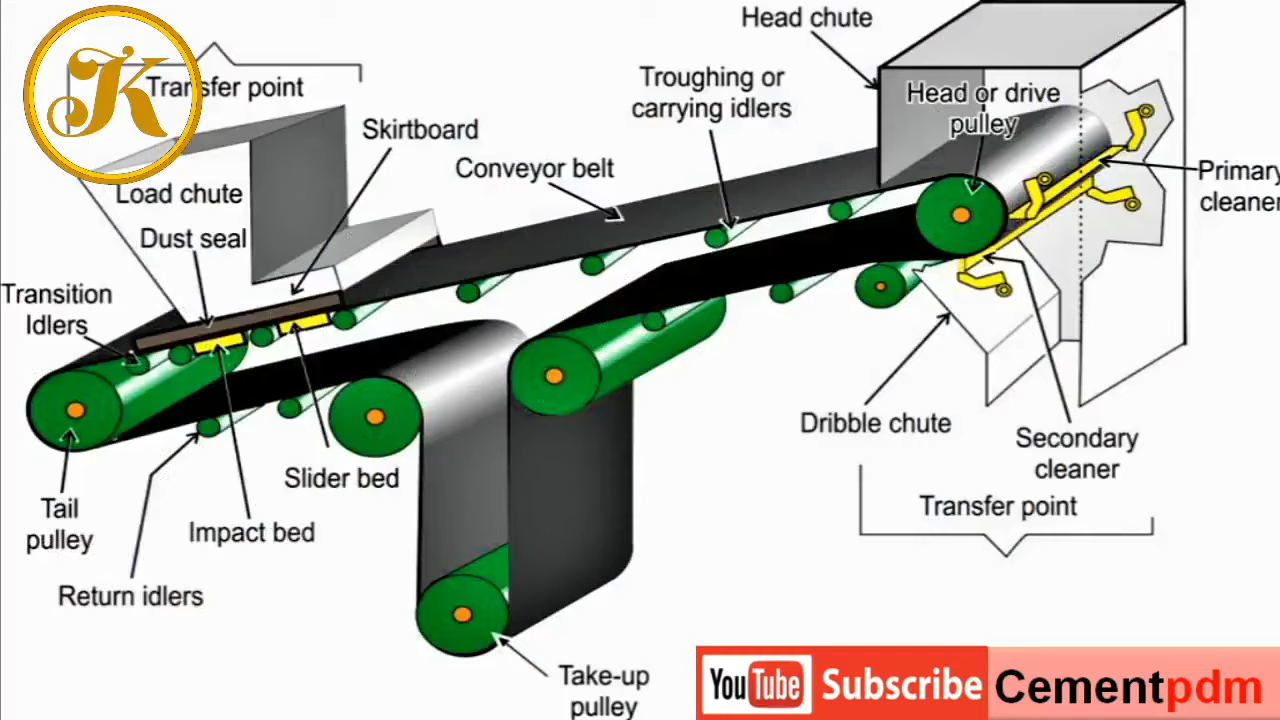 K
Transfer point
Load chute
Dust seal
Transition
Idlers
Skirtboard
Conveyor belt
Troughing or
carrying idlers
Head chute
Head or drive
pulley
Primary
cleaner
Tail
pulley
Return idlers
Impact bed
Slider bed
Take-up
pulley
Dribble chute
Secondary
cleaner
Transfer point
YouTube Subscribe Cementpdm